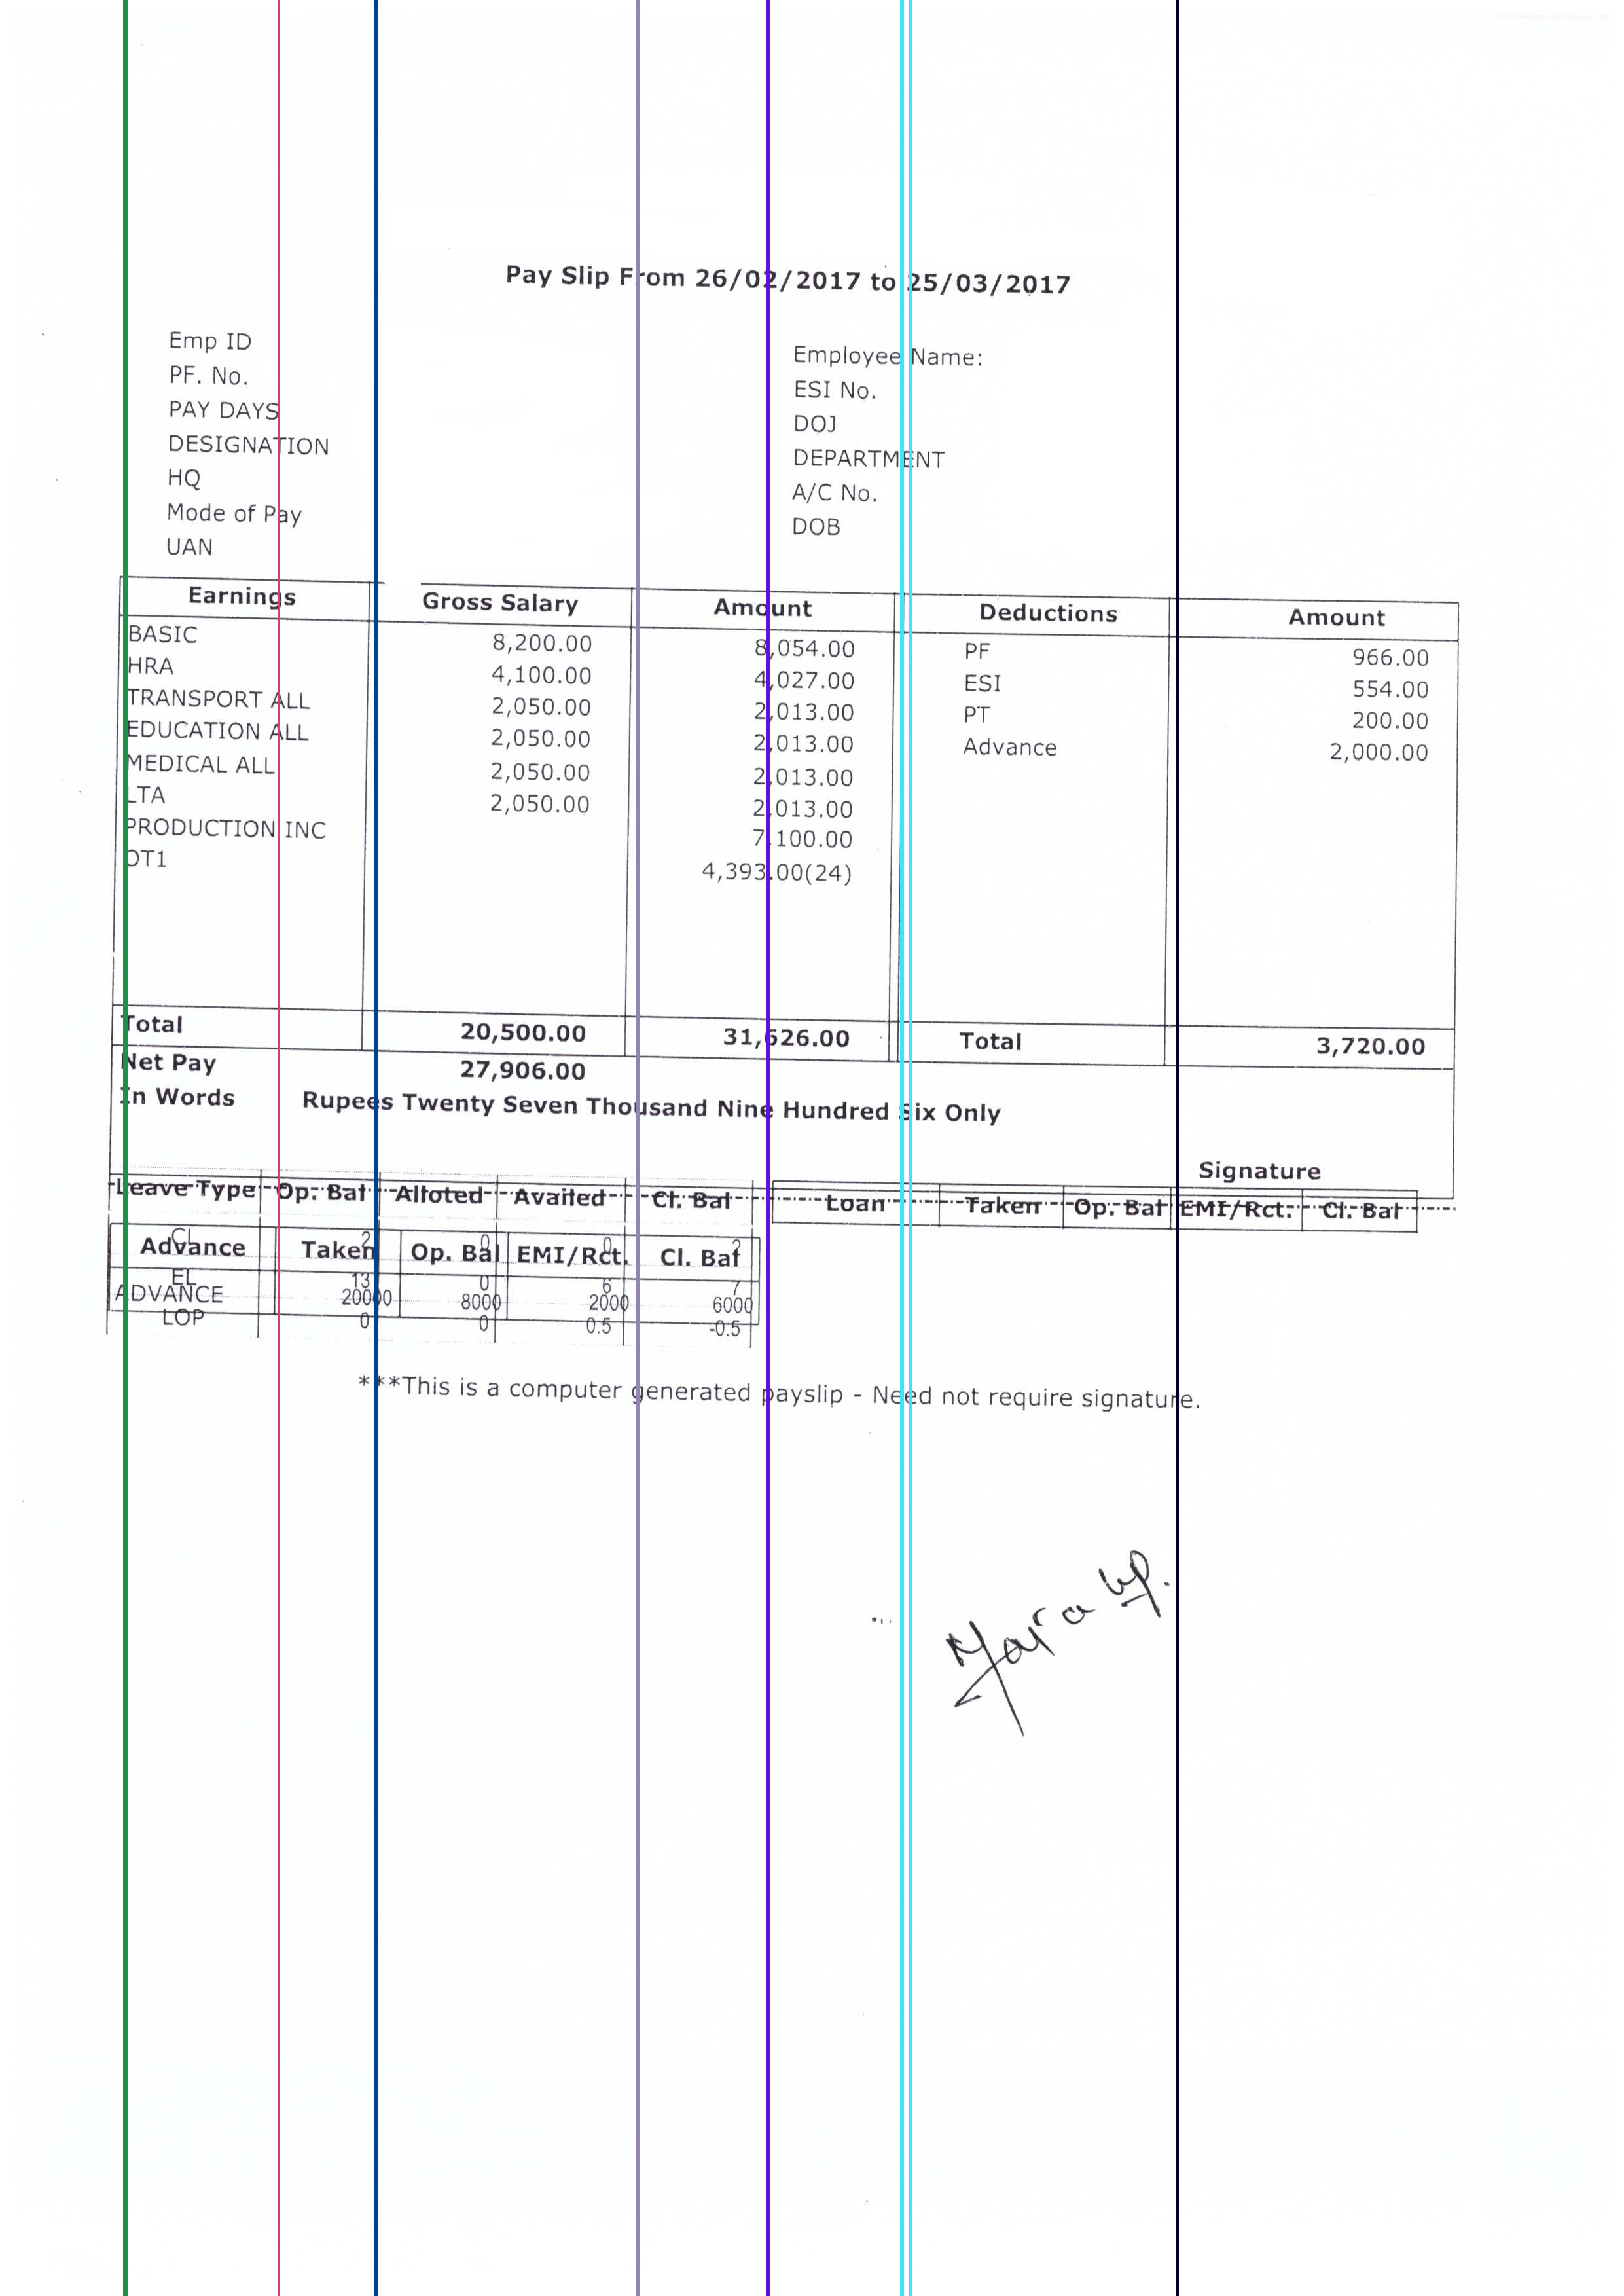 Pay Slip From 26/02/2017 to 25/03/2017
Emp ID Employee Name:
PF. No. ESI No.
PAY DAYS DOJ
DESIGNATION DEPARTMENT
HQ A/C No.
Mode of Pay DOB
UAN
Earnings Gross Salary Amount Deductions Amount
BASIC 8,200.00 8,054.00 PF 966.00
HRA 4,100.00 4,027.00 ESI 554.00
TRANSPORT ALL 2,050.00 2,013.00 PT 200.00
EDUCATION ALL 2,050.00 2,013.00 Advance 2,000.00
MEDICAL ALL 2,050.00 2,013.00
LTA 2,050.00 2,013.00
PRODUCTION INC 7,100.00
OT1 4,393.00(24)
Total 20,500.00 31,626.00 Total 3,720.00
Net Pay 27,906.00
In Words Rupees Twenty Seven Thousand Nine Hundred Six Only
Signature
Leave Type Op. Bal Alloted Availed Cl. Bal Loan Taken Op. Bal EMI/Rct. Cl. Bal
CL 2 0 0 2
Advance Taken Op. Bal EMI/Rct. Cl. Bal
EL 13 0 6 7
ADVANCE 20000 8000 2000 6000
LOP 0 0 0.5 -0.5
***This is a computer generated payslip - Need not require signature.